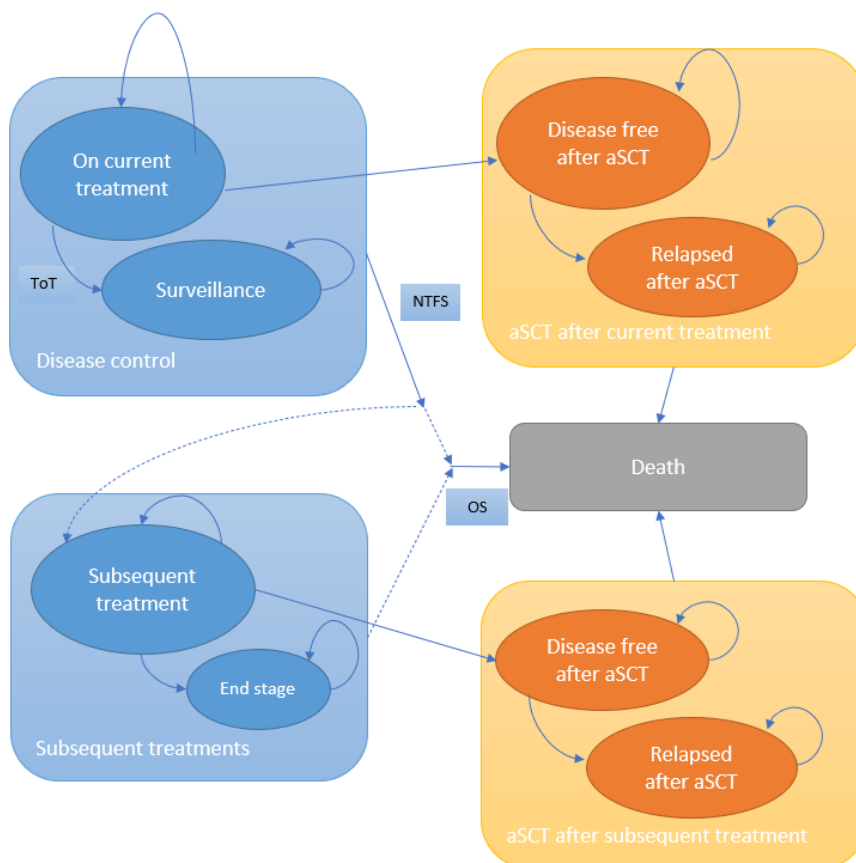 On current
treatment
ToT
Surveillance
Disease control
Disease free
after aSCT
Relapsed
after aSCT
aSCT after current treatment
NTFS
Death
OS
Subsequent
treatment
End stage
Subsequent treatments
Disease free
after aSCT
Relapsed
after aSCT
aSCT after subsequent treatment